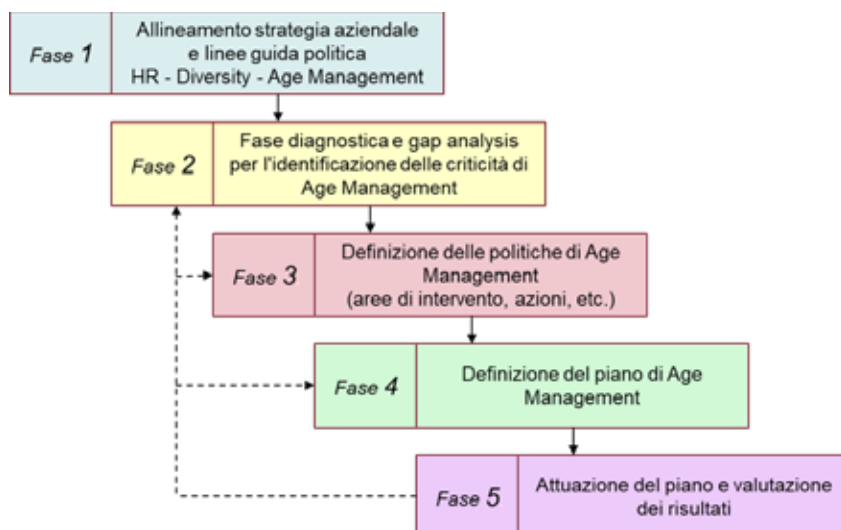 Fase 1
Allineamento strategia aziendale
e linee guida politica
HR - Diversity - Age Management
Fase 2
Fase diagnostica e gap analysis
per l'identificazione delle criticità di
Age Management
Fase 3
Definizione delle politiche di Age
Management
(aree di intervento, azioni, etc.)
Fase 4
Definizione del piano di Age
Management
Fase 5
Attuazione del piano e valutazione
dei risultati